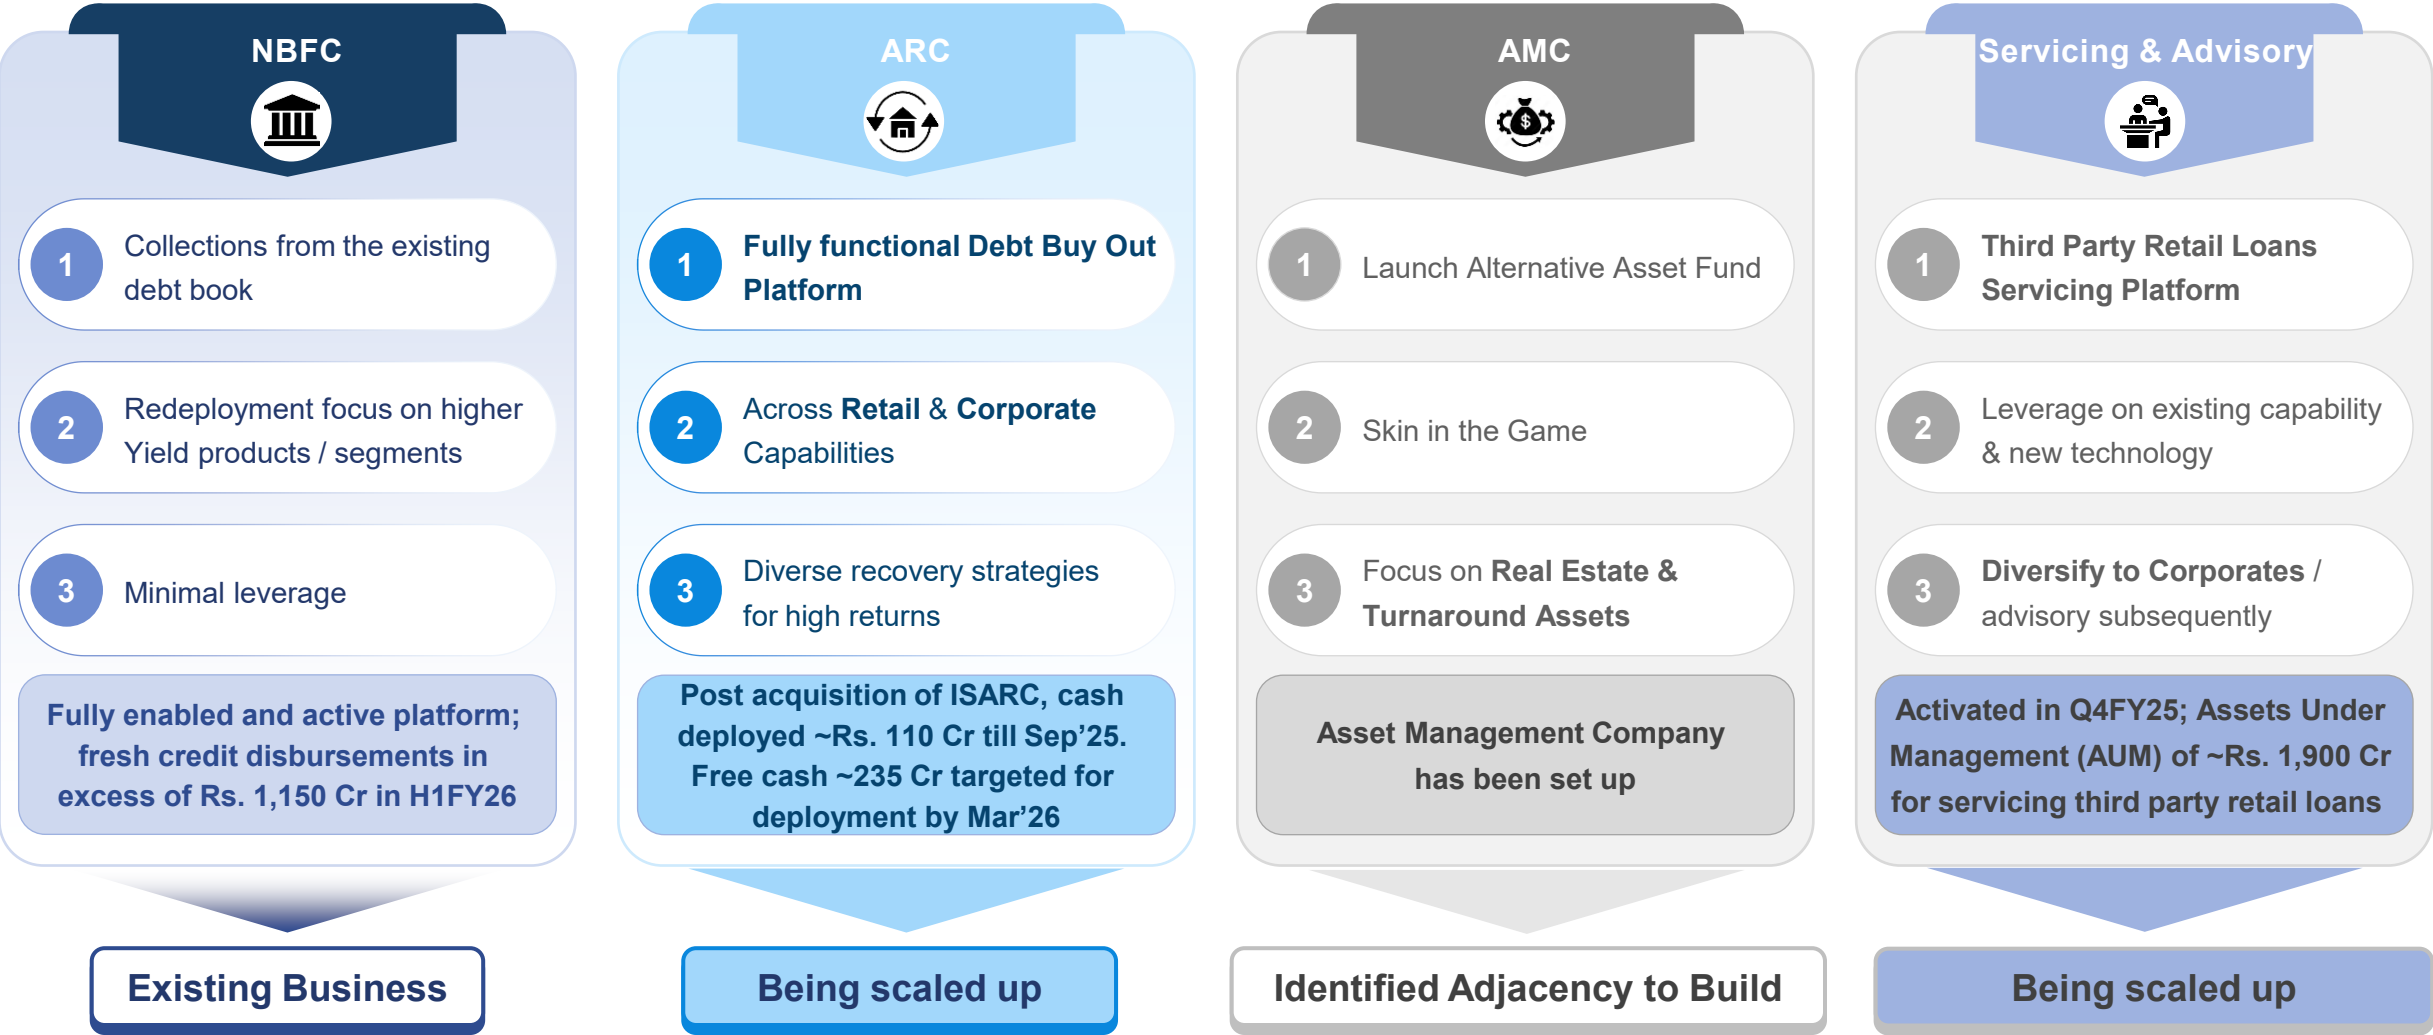 NBFC
1
Collections from the existing
debt book
2
Redeployment focus on higher
Yield products / segments
3
Minimal leverage
Fully enabled and active platform;
fresh credit disbursements in
excess of Rs. 1,150 Cr in H1FY26
Existing Business
ARC
1
Fully functional Debt Buy Out
Platform
2
Across Retail & Corporate
Capabilities
3
Diverse recovery strategies
for high returns
Post acquisition of ISARC, cash
deployed ~Rs. 110 Cr till Sep’25.
Free cash ~235 Cr targeted for
deployment by Mar’26
Being scaled up
AMC
$
1
Launch Alternative Asset Fund
2
Skin in the Game
3
Focus on Real Estate &
Turnaround Assets
Asset Management Company
has been set up
Identified Adjacency to Build
Servicing & Advisory
1
Third Party Retail Loans
Servicing Platform
2
Leverage on existing capability
& new technology
3
Diversify to Corporates /
advisory subsequently
Activated in Q4FY25; Assets Under
Management (AUM) of ~Rs. 1,900 Cr
for servicing third party retail loans
Being scaled up